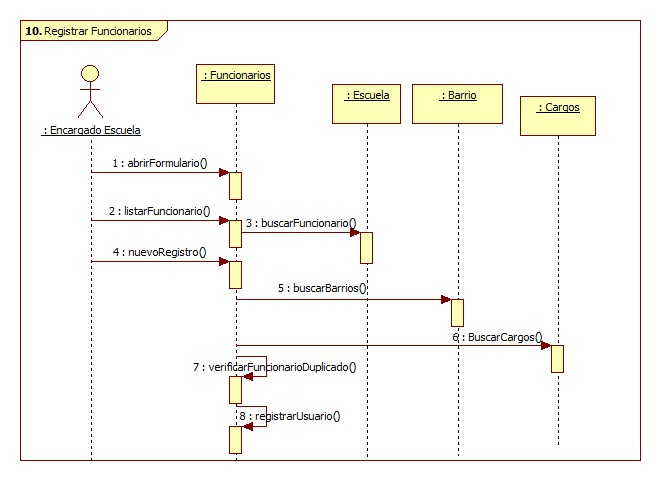 10. Registrar Funcionarios
: Funcionarios
: Escuela
: Barrio
: Cargos
: Encargado Escuela
1 : abrirFormulario()
2 : listarFuncionario()
3 : buscarFuncionario()
4 : nuevoRegistro()
5 : buscarBarrios()
6 : BuscarCargos()
7 : verificarFuncionarioDuplicado()
8 : registrarUsuario()